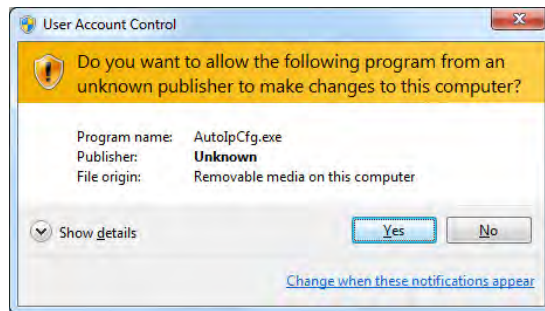 User Account Control
Do you want to allow the following program from an
unknown publisher to make changes to this computer?
Program name: AutoIpCfg.exe
Publisher: Unknown
File origin: Removable media on this computer
Show details
Yes
No
Change when these notifications appear